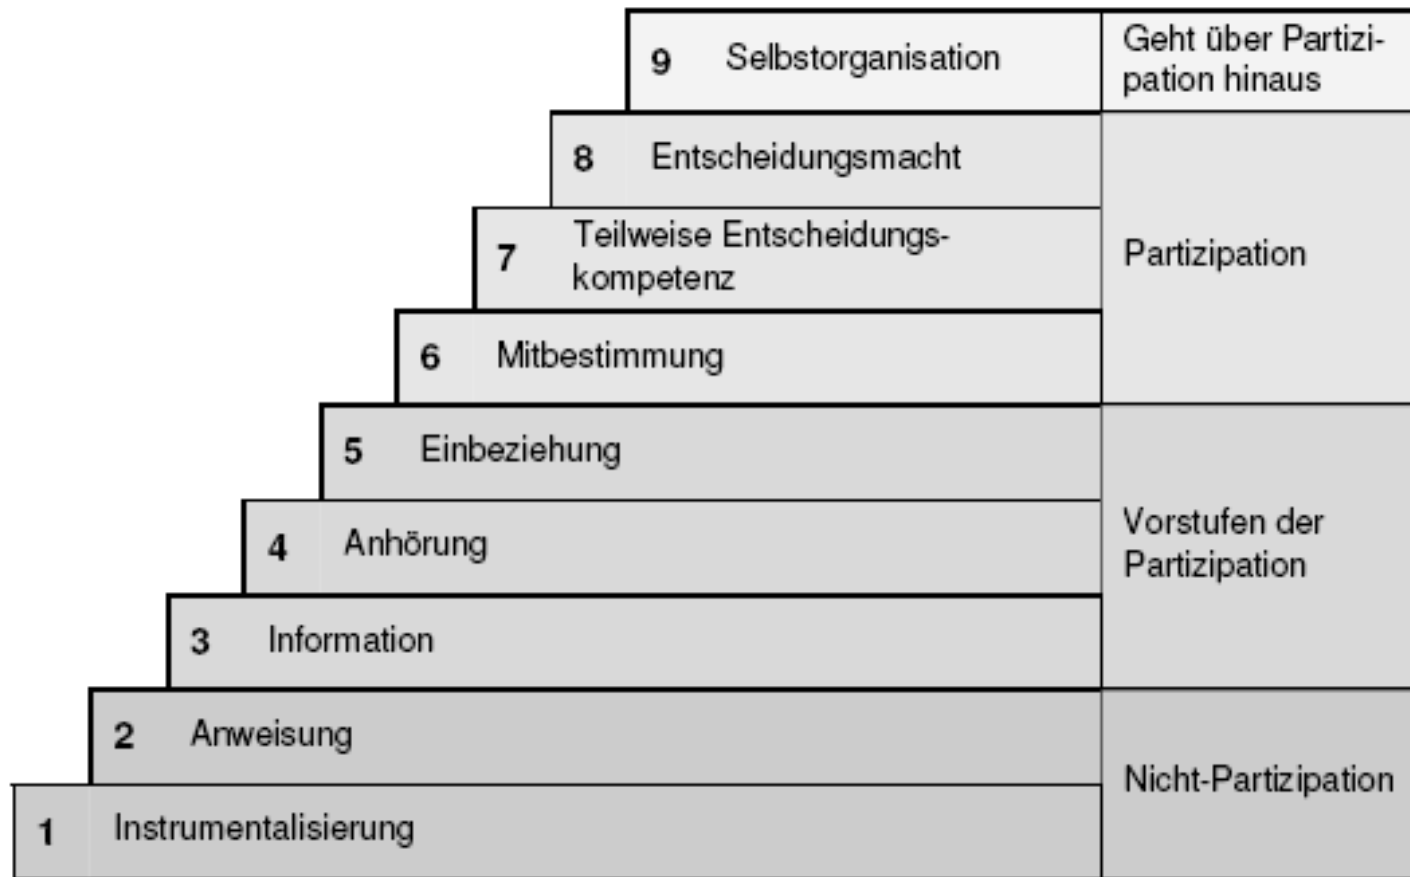 9 Selbstorganisation
Geht über Partizi-
pation hinaus
8 Entscheidungsmacht
7 Teilweise Entscheidungs-
kompetenz
Partizipation
6 Mitbestimmung
5 Einbeziehung
4 Anhörung
Vorstufen der
Partizipation
3 Information
2 Anweisung
Nicht-Partizipation
1 Instrumentalisierung